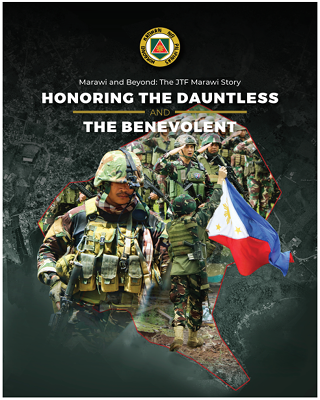 Marawi and Beyond: The JTF Marawi Story
HONORING THE DAUNTLESS
AND
THE BENEVOLENT